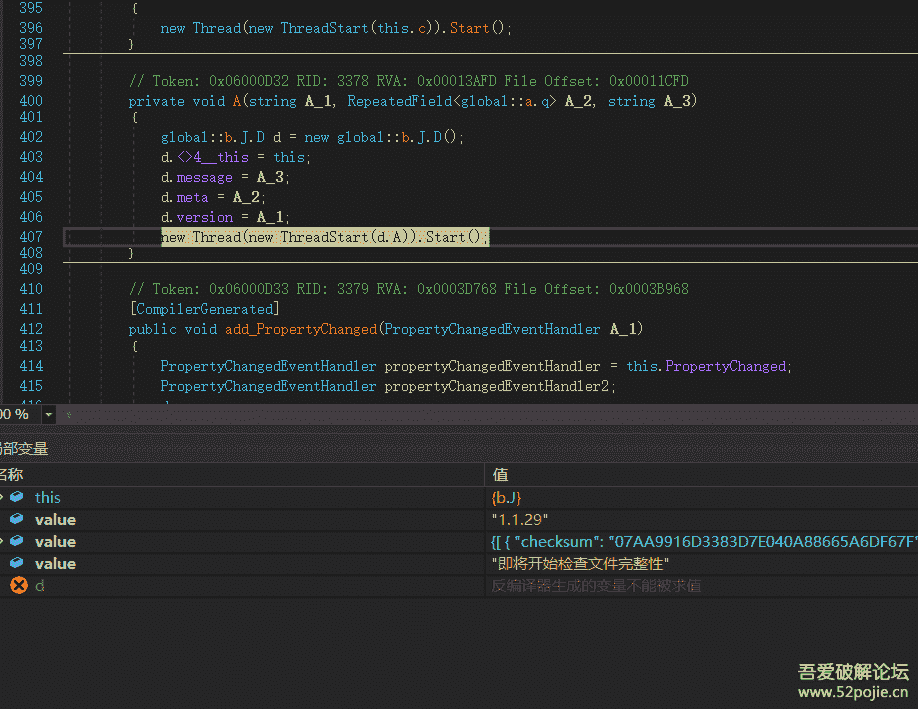 395 {
396 new Thread(new ThreadStart(this.c)).Start();
397 }
398
399 // Token: 0x06000D32 RID: 3378 RVA: 0x00013AFD File Offset: 0x00011CFD
400 private void A(string A_1, RepeatedField<global::a.q> A_2, string A_3)
401 {
402 global::b.J.D d = new global::b.J.D();
403 d.<>4__this = this;
404 d.message = A_3;
405 d.meta = A_2;
406 d.version = A_1;
407 new Thread(new ThreadStart(d.A)).Start();
408 }
409
410 // Token: 0x06000D33 RID: 3379 RVA: 0x0003D768 File Offset: 0x0003B968
411 [CompilerGenerated]
412 public void add_PropertyChanged(PropertyChangedEventHandler A_1)
413 {
414 PropertyChangedEventHandler propertyChangedEventHandler = this.PropertyChanged;
415 PropertyChangedEventHandler propertyChangedEventHandler2;
00 %
部变量
名称 值
this {b.J}
value "1.1.29"
value {[ { "checksum": "07AA9916D3383D7E040A88665A6DF67F"
value "即将开始检查文件完整性"
d 反编译器生成的变量不能被求值
吾爱破解论坛
www.52pojie.cn